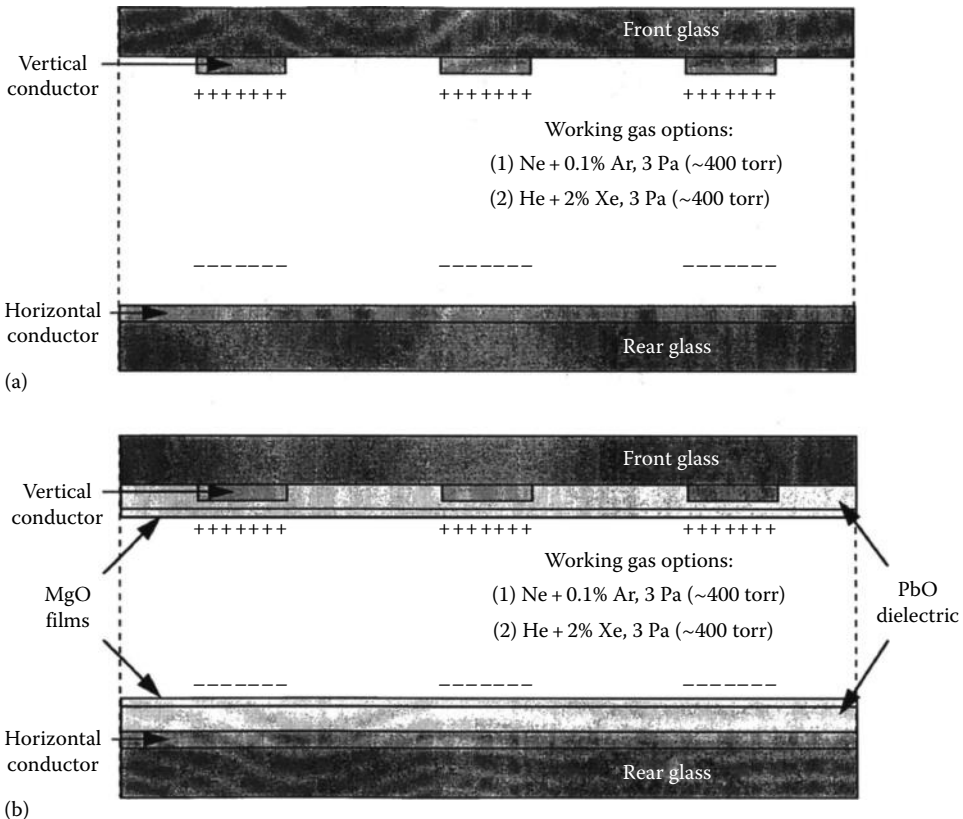 Front glass
Vertical
conductor
+++++++ +++++++ +++++++
Working gas options:
(1) Ne + 0.1% Ar, 3 Pa (~400 torr)
(2) He + 2% Xe, 3 Pa (~400 torr)
––––––– ––––––– –––––––
Horizontal
conductor
Rear glass
(a)
Front glass
Vertical
conductor
+++++++ +++++++ +++++++
Working gas options:
(1) Ne + 0.1% Ar, 3 Pa (~400 torr)
(2) He + 2% Xe, 3 Pa (~400 torr)
MgO
films
PbO
dielectric
––––––– ––––––– –––––––
Horizontal
conductor
Rear glass
(b)